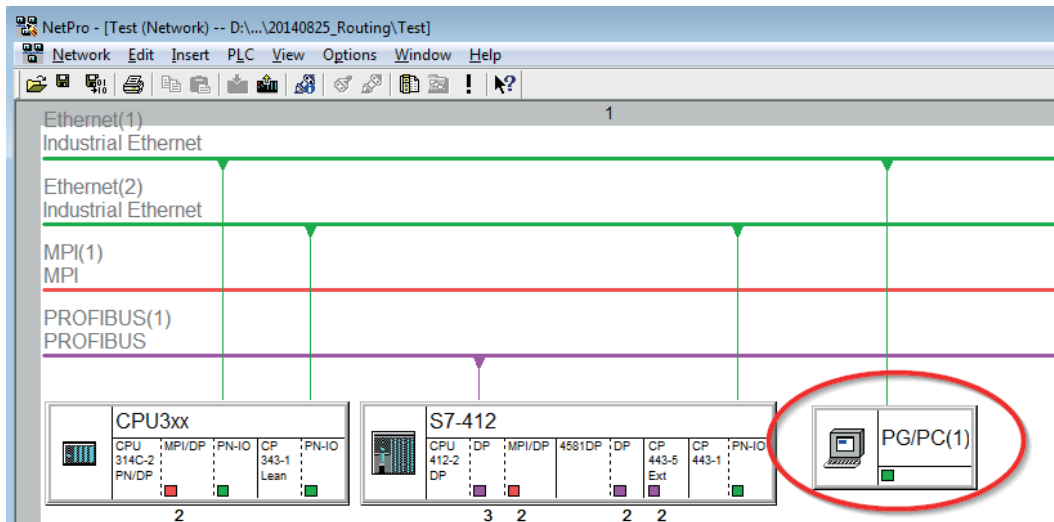 NetPro - [Test (Network) -- D:\...\20140825_Routing\Test]
Network Edit Insert PLC View Options Window Help
1
Ethernet(1)
Industrial Ethernet
Ethernet(2)
Industrial Ethernet
MPI(1)
MPI
PROFIBUS(1)
PROFIBUS
CPU3xx
CPU 314C-2 PN/DP
MPI/DP
PN-IO
CP 343-1 Lean
PN-IO
2
S7-412
CPU 412-2 DP
DP
MPI/DP
4581DP
DP
CP 443-5 Ext
CP 443-1
PN-IO
3 2 2 2
PG/PC(1)